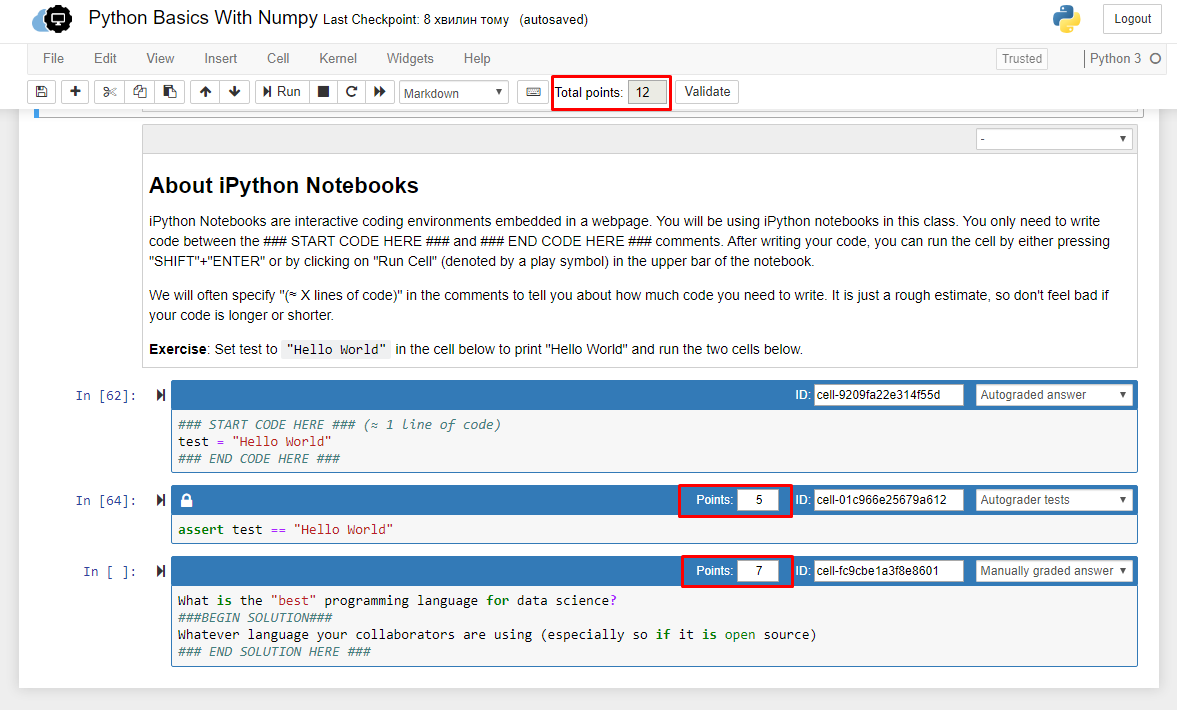 Python Basics With Numpy Last Checkpoint: 8 хвилин тому (autosaved)
Logout
File Edit View Insert Cell Kernel Widgets Help
Trusted
Python 3
Run
Markdown
Total points: 12
Validate
-
About iPython Notebooks
iPython Notebooks are interactive coding environments embedded in a webpage. You will be using iPython notebooks in this class. You only need to write
code between the ### START CODE HERE ### and ### END CODE HERE ### comments. After writing your code, you can run the cell by either pressing
"SHIFT"+"ENTER" or by clicking on "Run Cell" (denoted by a play symbol) in the upper bar of the notebook.
We will often specify "(≈ X lines of code)" in the comments to tell you about how much code you need to write. It is just a rough estimate, so don't feel bad if
your code is longer or shorter.
Exercise: Set test to "Hello World" in the cell below to print "Hello World" and run the two cells below.
In [62]:
ID: cell-9209fa22e314f55d Autograded answer
### START CODE HERE ### (≈ 1 line of code)
test = "Hello World"
### END CODE HERE ###
In [64]:
Points: 5 ID: cell-01c966e25679a612 Autograder tests
assert test == "Hello World"
In [ ]:
Points: 7 ID: cell-fc9cbe1a3f8e8601 Manually graded answer
What is the "best" programming language for data science?
###BEGIN SOLUTION###
Whatever language your collaborators are using (especially so if it is open source)
### END SOLUTION HERE ###